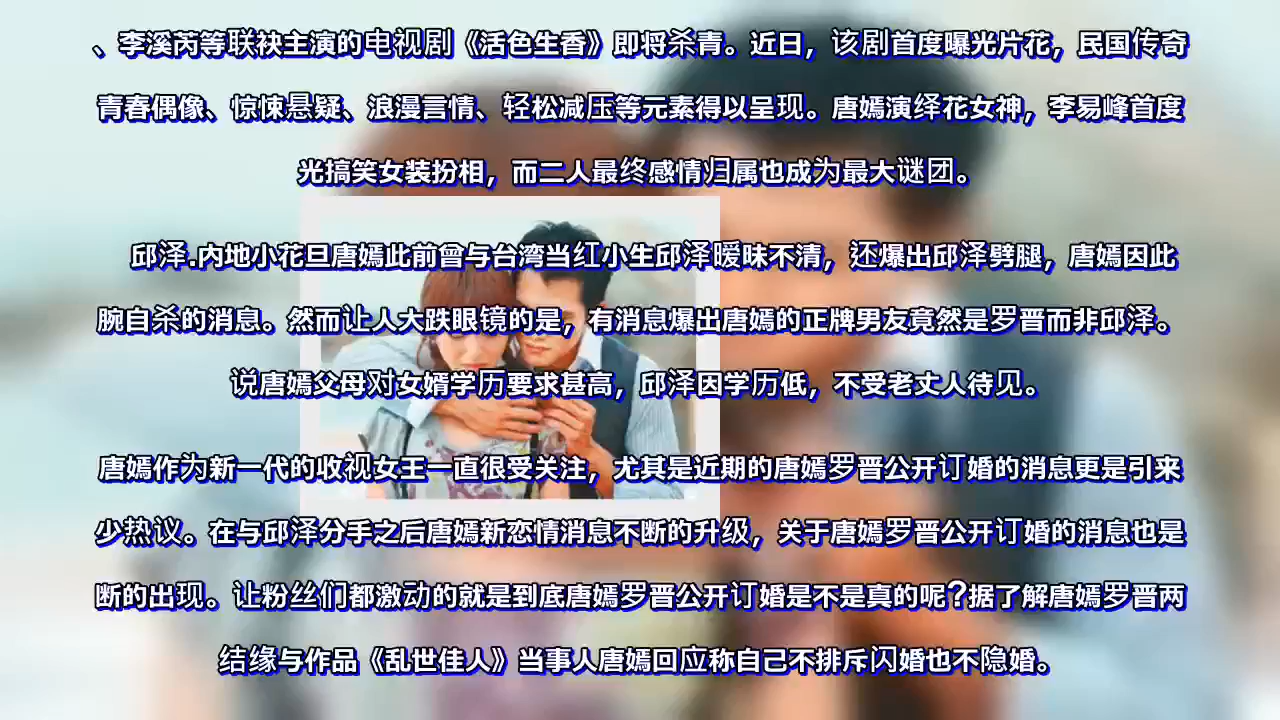 、李溪芮等联袂主演的电视剧《活色生香》即将杀青。近日，该剧首度曝光片花，民国传奇
青春偶像、惊悚悬疑、浪漫言情、轻松减压等元素得以呈现。唐嫣演绎花女神，李易峰首度
光搞笑女装扮相，而二人最终感情归属也成为最大谜团。
邱泽.内地小花旦唐嫣此前曾与台湾当红小生邱泽暧昧不清，还爆出邱泽劈腿，唐嫣因此
腕自杀的消息。然而让人大跌眼镜的是，有消息爆出唐嫣的正牌男友竟然是罗晋而非邱泽。
说唐嫣父母对女婿学历要求甚高，邱泽因学历低，不受老丈人待见。
唐嫣作为新一代的收视女王一直很受关注，尤其是近期的唐嫣罗晋公开订婚的消息更是引来
少热议。在与邱泽分手之后唐嫣新恋情消息不断的升级，关于唐嫣罗晋公开订婚的消息也是
断的出现。让粉丝们都激动的就是到底唐嫣罗晋公开订婚是不是真的呢?据了解唐嫣罗晋两
结缘与作品《乱世佳人》当事人唐嫣回应称自己不排斥闪婚也不隐婚。